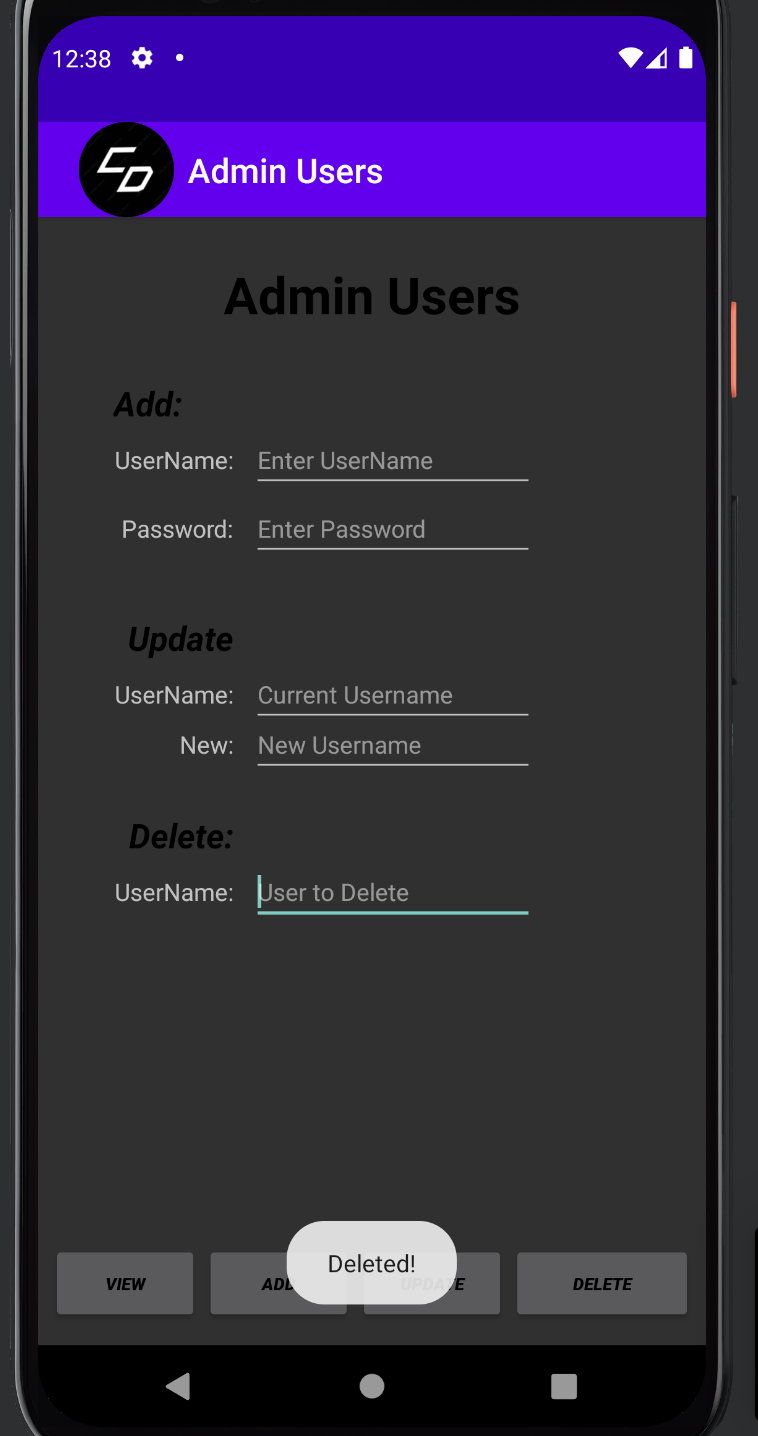 12:38
CD
Admin Users
Admin Users
Add:
UserName: Enter UserName
Password: Enter Password
Update
UserName: Current Username
New: New Username
Delete:
UserName: User to Delete
Deleted!
VIEW ADD UPDATE DELETE